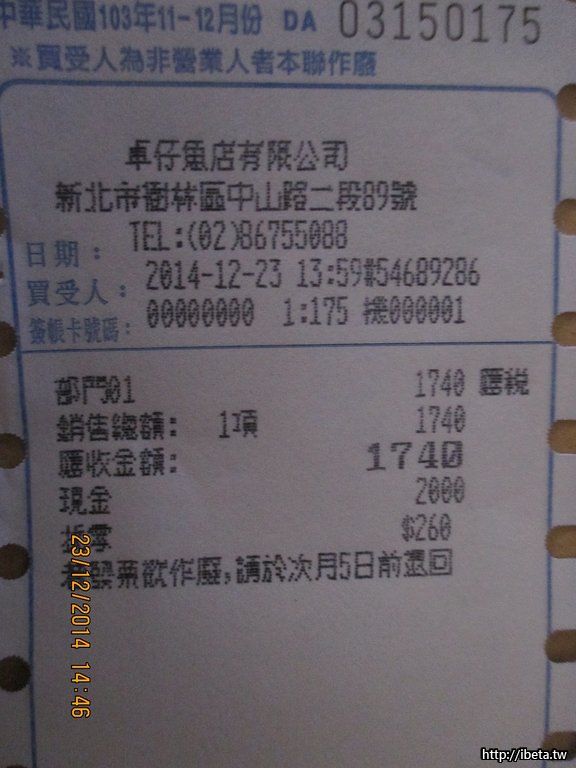 中華民國103年11-12月份 DA 03150175
※買受人為非營業人者本聯作廢
卓仔魚店有限公司
新北市樹林區中山路二段89號
TEL:(02)86755088
日期： 2014-12-23 13:59#54689286
買受人： 00000000 1:175 機000001
簽帳卡號碼：
部門01 1740 應稅
銷售總額: 1項 1740
應收金額: 1740
現金 2000
找零 $260
若發票欲作廢,請於次月5日前退回
23/12/2014 14:46
http://ibeta.tw